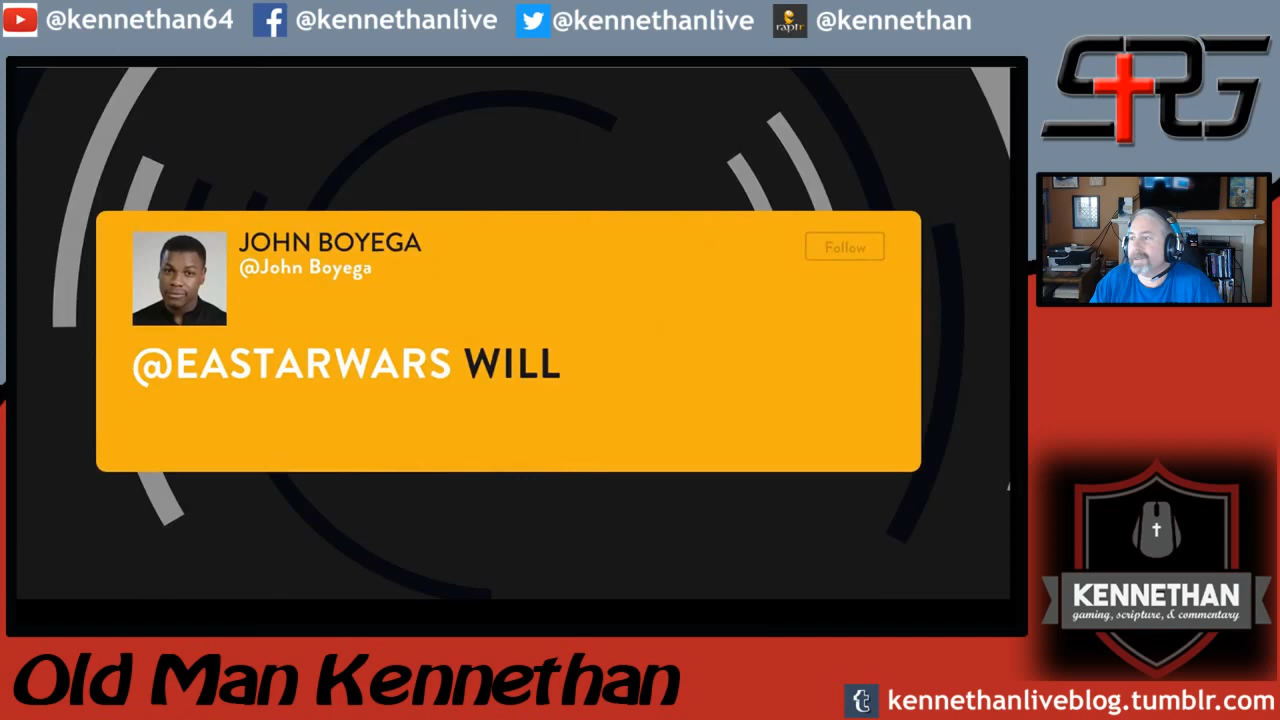 @kennethan64 @kennethanlive @kennethanlive raptr @kennethan
SRG
JOHN BOYEGA
@John Boyega
Follow
@EASTARWARS WILL
KENNETHAN
gaming, scripture, & commentary
Old Man Kennethan
kennethanliveblog.tumblr.com